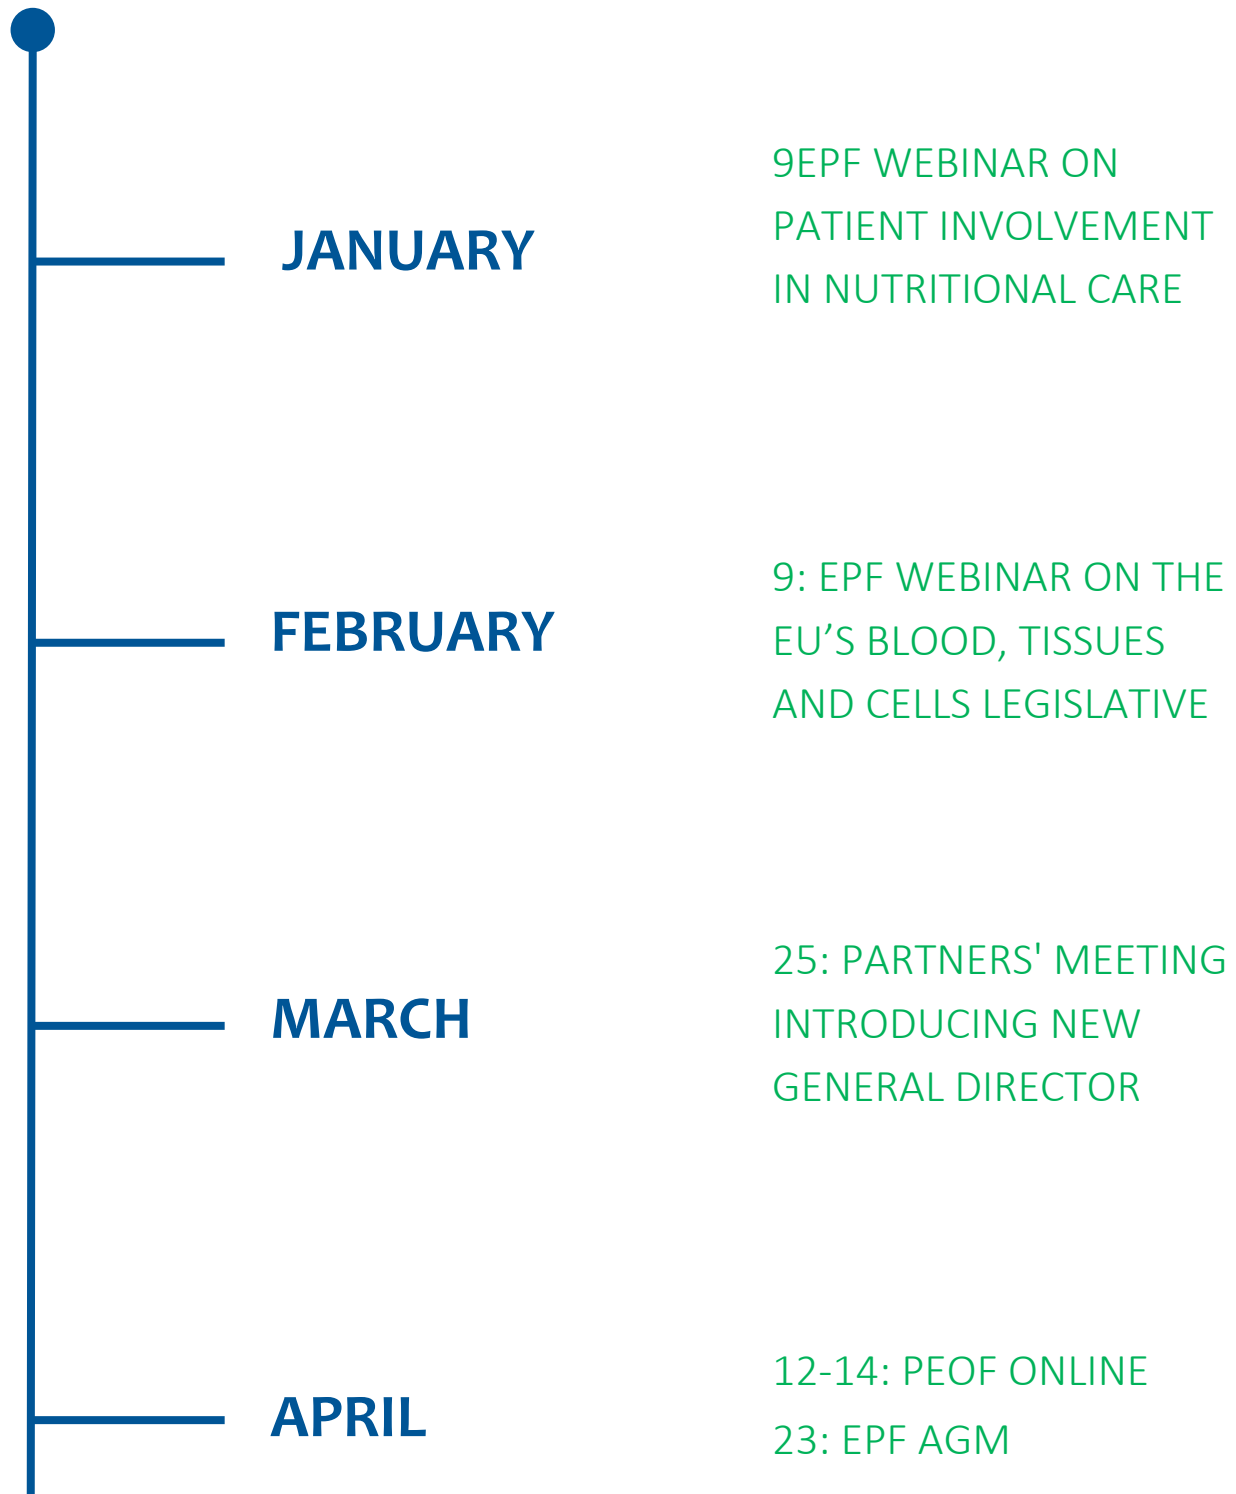 JANUARY
9EPF WEBINAR ON
PATIENT INVOLVEMENT
IN NUTRITIONAL CARE
FEBRUARY
9: EPF WEBINAR ON THE
EU’S BLOOD, TISSUES
AND CELLS LEGISLATIVE
MARCH
25: PARTNERS' MEETING
INTRODUCING NEW
GENERAL DIRECTOR
APRIL
12-14: PEOF ONLINE
23: EPF AGM